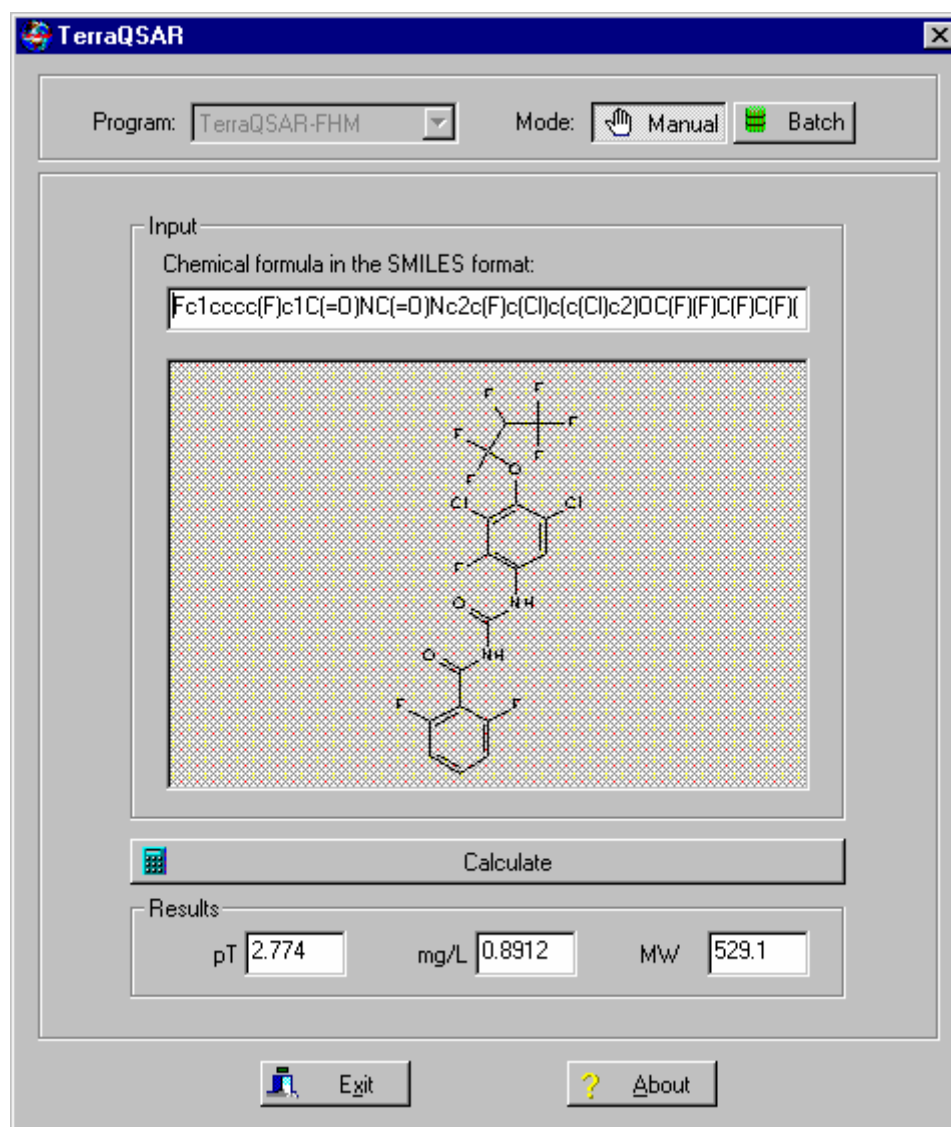 TerraQSAR
Program: TerraQSAR-FHM Mode: Manual Batch
Input
Chemical formula in the SMILES format:
Fc1cccc(F)c1C(=O)NC(=O)Nc2c(F)c(Cl)c(c(Cl)c2)OC(F)(F)C(F)C(F)(
F F
F F
F F
O
Cl Cl
F
NH
O
NH
O
F F
Calculate
Results
pT 2.774 mg/L 0.8912 MW 529.1
Exit About